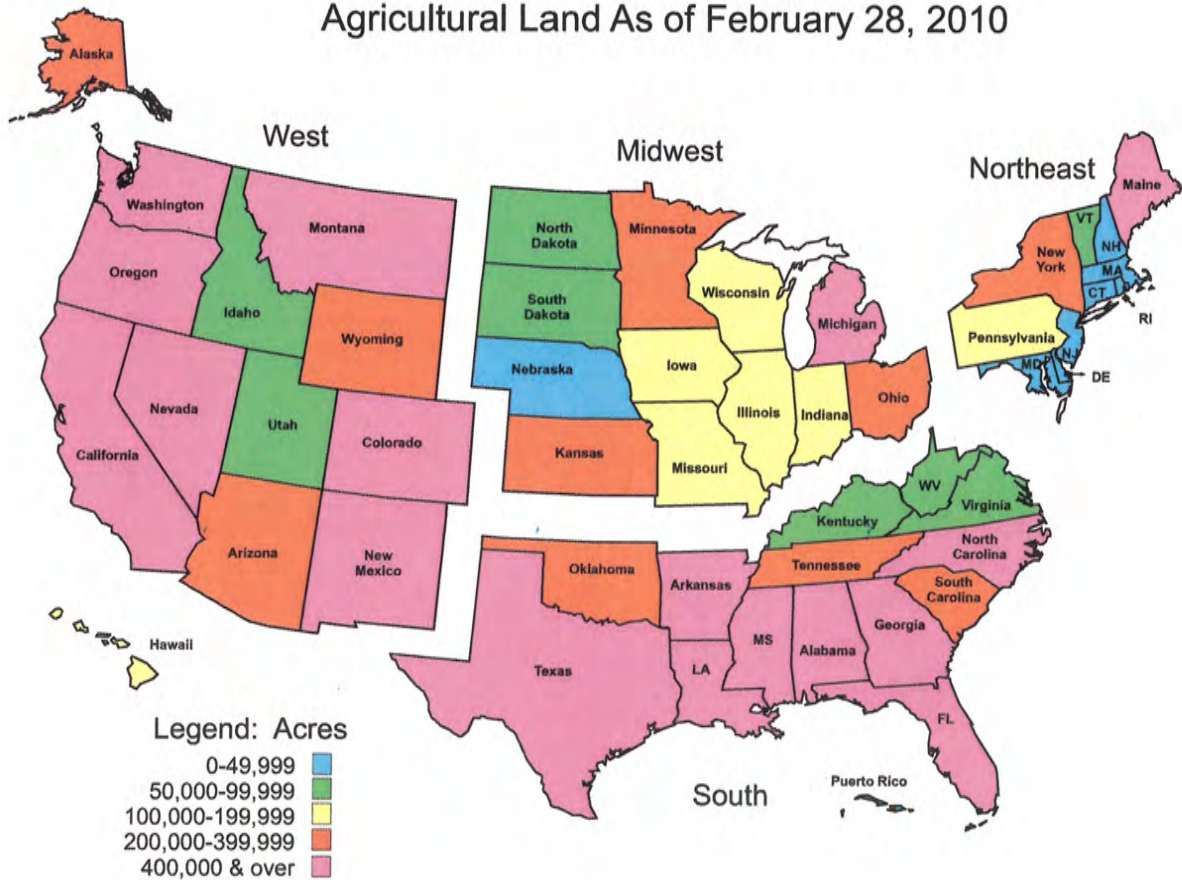 Agricultural Land As of February 28, 2010
Alaska
West
Midwest
Northeast
Washington
Montana
Oregon
Idaho
Wyoming
Nevada
Utah
Colorado
California
Arizona
New
Mexico
Hawaii
North
Dakota
Minnesota
South
Dakota
Wisconsin
Michigan
Nebraska
Iowa
Illinois
Indiana
Ohio
Kansas
Missouri
Maine
VT
NH
New
York
MA
CT
RI
Pennsylvania
NJ
MD
DE
WV
Virginia
Kentucky
North
Carolina
Tennessee
South
Carolina
Oklahoma
Arkansas
Georgia
MS
Alabama
Texas
LA
FL
Puerto Rico
South
Legend: Acres
0-49,999
50,000-99,999
100,000-199,999
200,000-399,999
400,000 & over